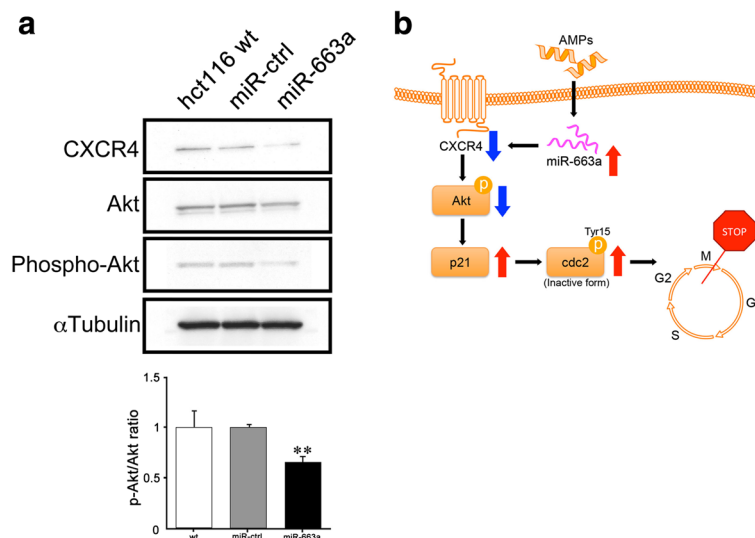 a
hct116 wt
miR-ctrl
miR-663a
CXCR4
Akt
Phospho-Akt
αTubulin
1.5
1
0.5
0
p-Akt/Akt ratio
**
wt
miR-ctrl
miR-663a
b
AMPs
CXCR4
miR-663a
p
Akt
Tyr15
p
p21
cdc2
(Inactive form)
STOP
M
G2
G
S